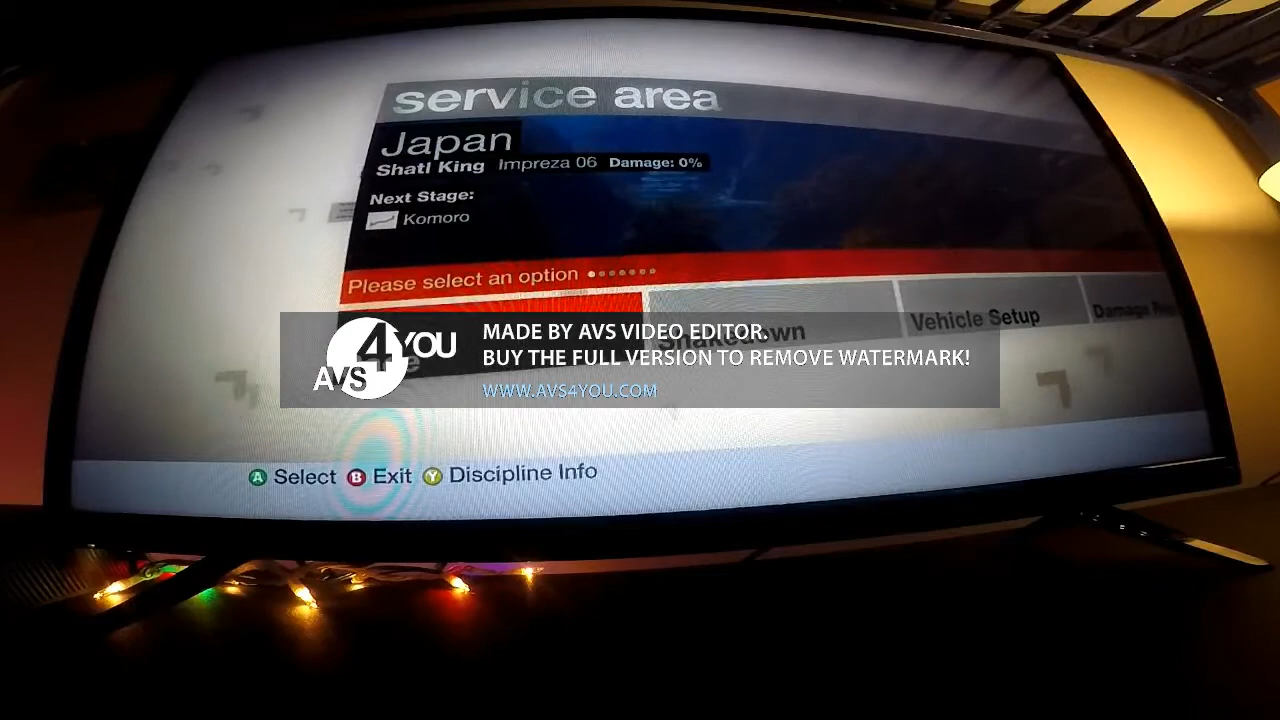 service area
Japan
Shatl King Impreza 06 Damage: 0%
Next Stage:
Komoro
Please select an option
Shakedown
Vehicle Setup
Damage
AVS4YOU
MADE BY AVS VIDEO EDITOR.
BUY THE FULL VERSION TO REMOVE WATERMARK!
WWW.AVS4YOU.COM
A Select B Exit Y Discipline Info